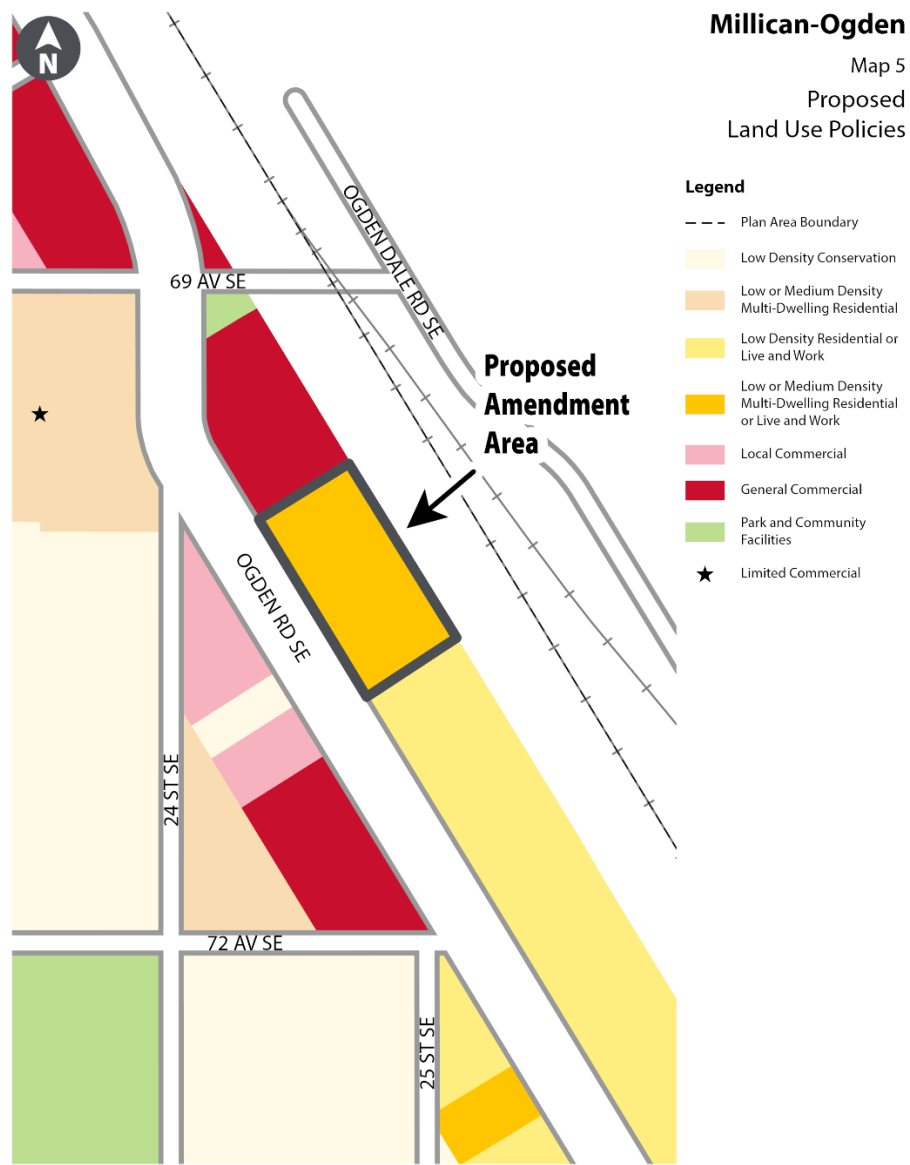 Millican-Ogden
Map 5
Proposed
Land Use Policies
N
Legend
Plan Area Boundary
Low Density Conservation
Low or Medium Density
Multi-Dwelling Residential
Low Density Residential or
Live and Work
Low or Medium Density
Multi-Dwelling Residential
or Live and Work
Local Commercial
General Commercial
Park and Community
Facilities
Limited Commercial
OGDEN DALE RD SE
69 AV SE
Proposed
Amendment
Area
OGDEN RD SE
24 ST SE
72 AV SE
25 ST SE